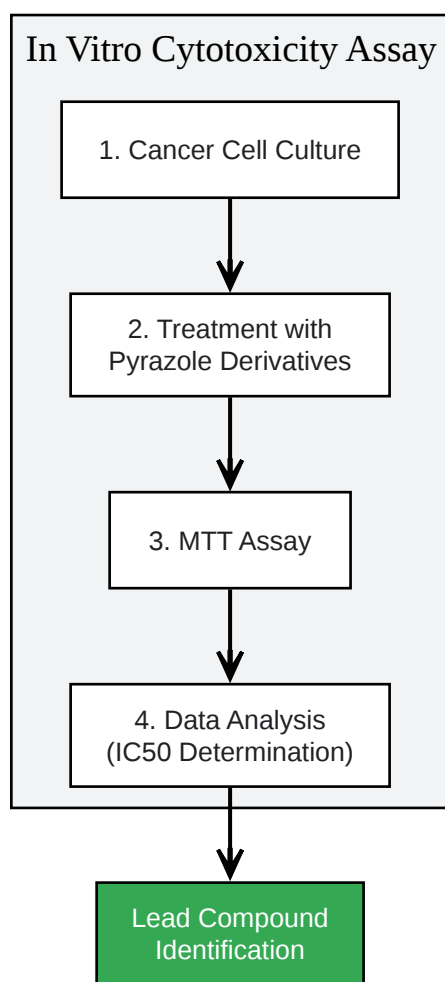 In Vitro Cytotoxicity Assay
1. Cancer Cell Culture
2. Treatment with
Pyrazole Derivatives
3. MTT Assay
4. Data Analysis
(IC50 Determination)
Lead Compound
Identification